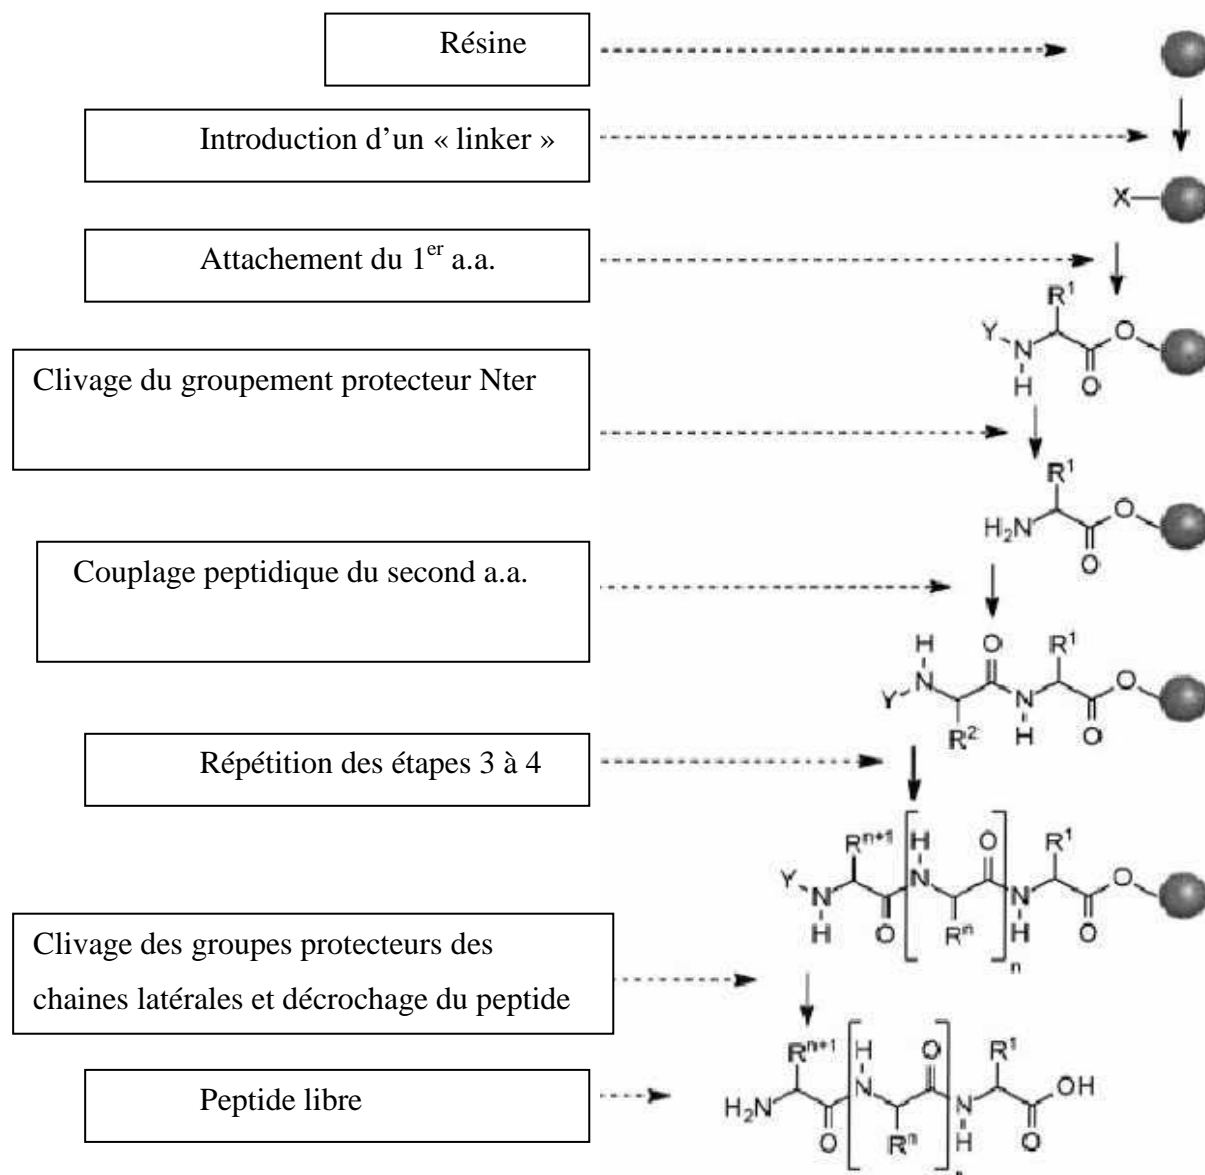 Résine
Introduction d'un « linker »
X
Attachement du 1er a.a.
R1
Y
N
H
O
O
Clivage du groupement protecteur Nter
R1
H2N
O
O
Couplage peptidique du second a.a.
H
N
Y
R2
O
N
H
R1
O
O
Répétition des étapes 3 à 4
Rn+1
Y
N
H
O
H
N
Rn
O
n
N
H
R1
O
O
Clivage des groupes protecteurs des
chaines latérales et décrochage du peptide
Peptide libre
Rn+1
H2N
O
H
N
Rn
O
N
H
R1
O
OH